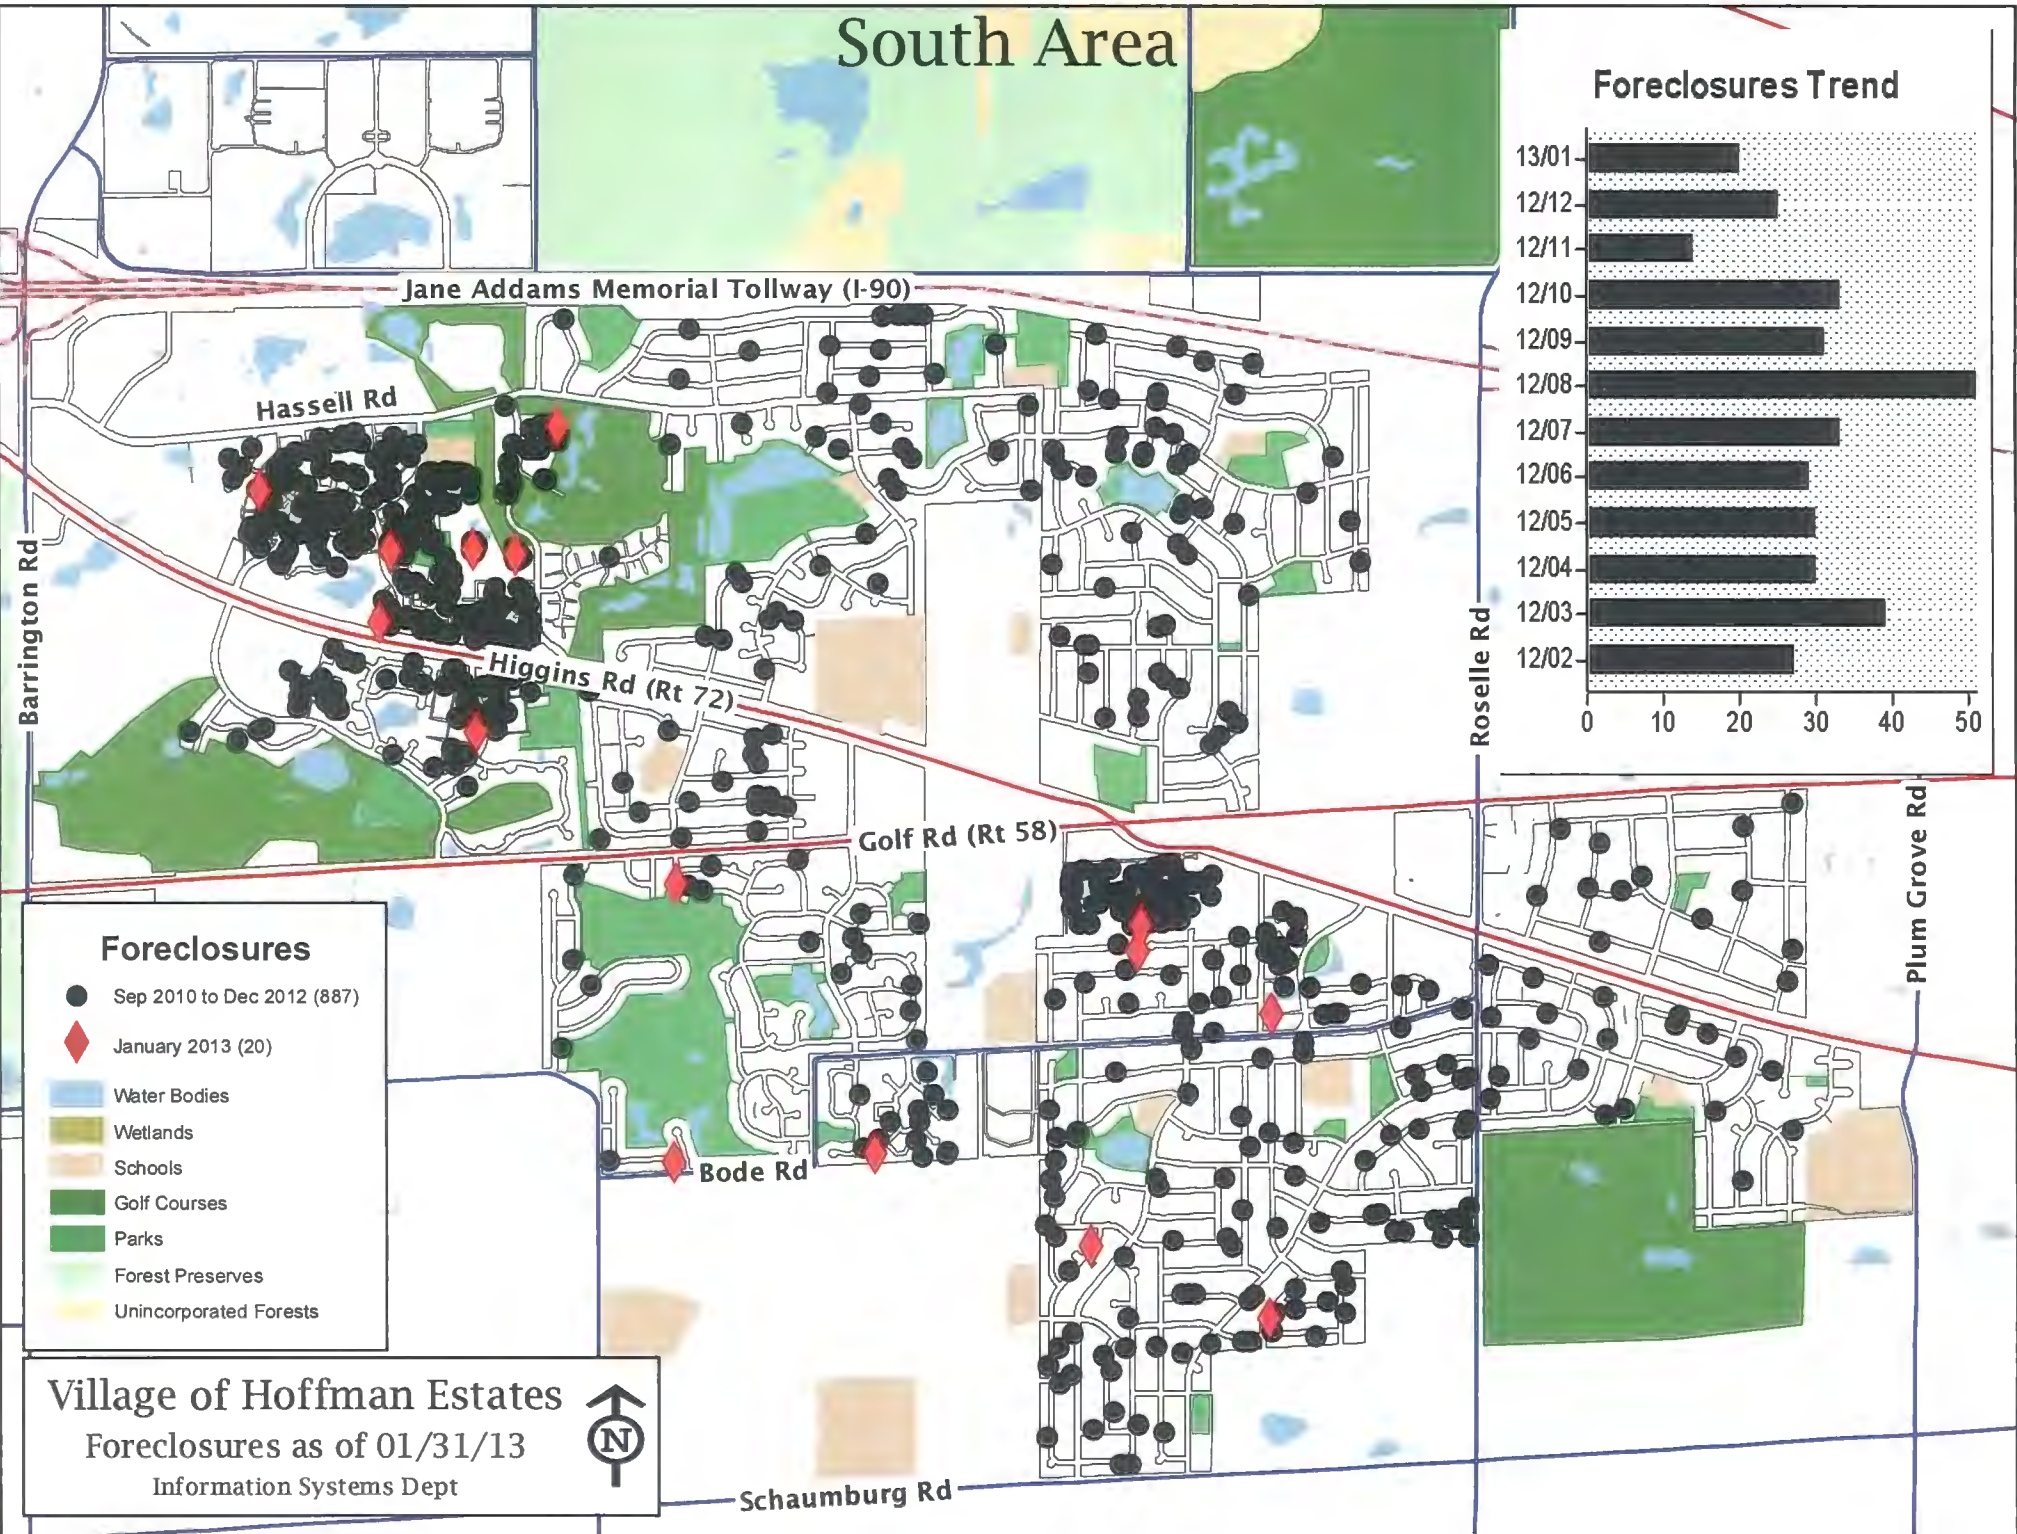 South Area
Foreclosures Trend
13/01
12/12
12/11
12/10
12/09
12/08
12/07
12/06
12/05
12/04
12/03
12/02
0 10 20 30 40 50
Jane Addams Memorial Tollway (I-90)
Hassell Rd
Barrington Rd
Higgins Rd (Rt 72)
Roselle Rd
Golf Rd (Rt 58)
Plum Grove Rd
Bode Rd
Schaumburg Rd
Foreclosures
Sep 2010 to Dec 2012 (887)
January 2013 (20)
Water Bodies
Wetlands
Schools
Golf Courses
Parks
Forest Preserves
Unincorporated Forests
Village of Hoffman Estates
Foreclosures as of 01/31/13
Information Systems Dept
N